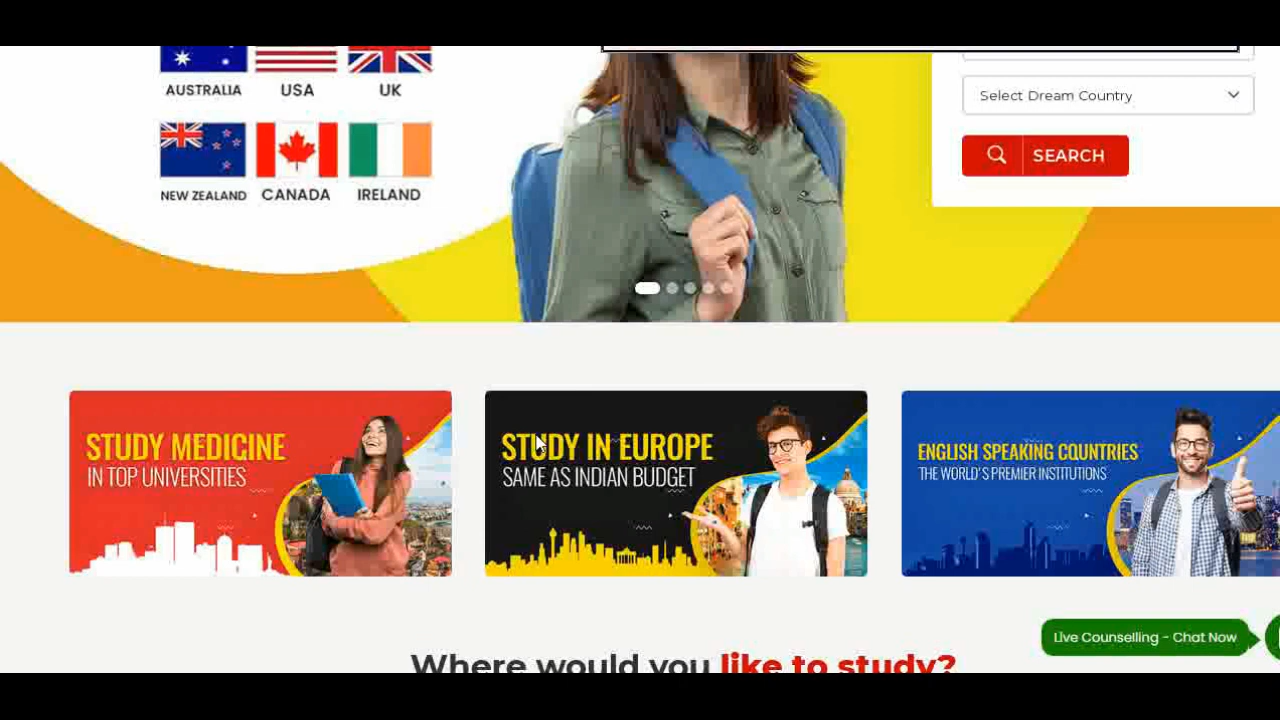 AUSTRALIA
USA
UK
NEW ZEALAND
CANADA
IRELAND
Select Dream Country
SEARCH
STUDY MEDICINE
IN TOP UNIVERSITIES
STUDY IN EUROPE
SAME AS INDIAN BUDGET
ENGLISH SPEAKING COUNTRIES
THE WORLD'S PREMIER INSTITUTIONS
Live Counselling - Chat Now
Where would you like to study?